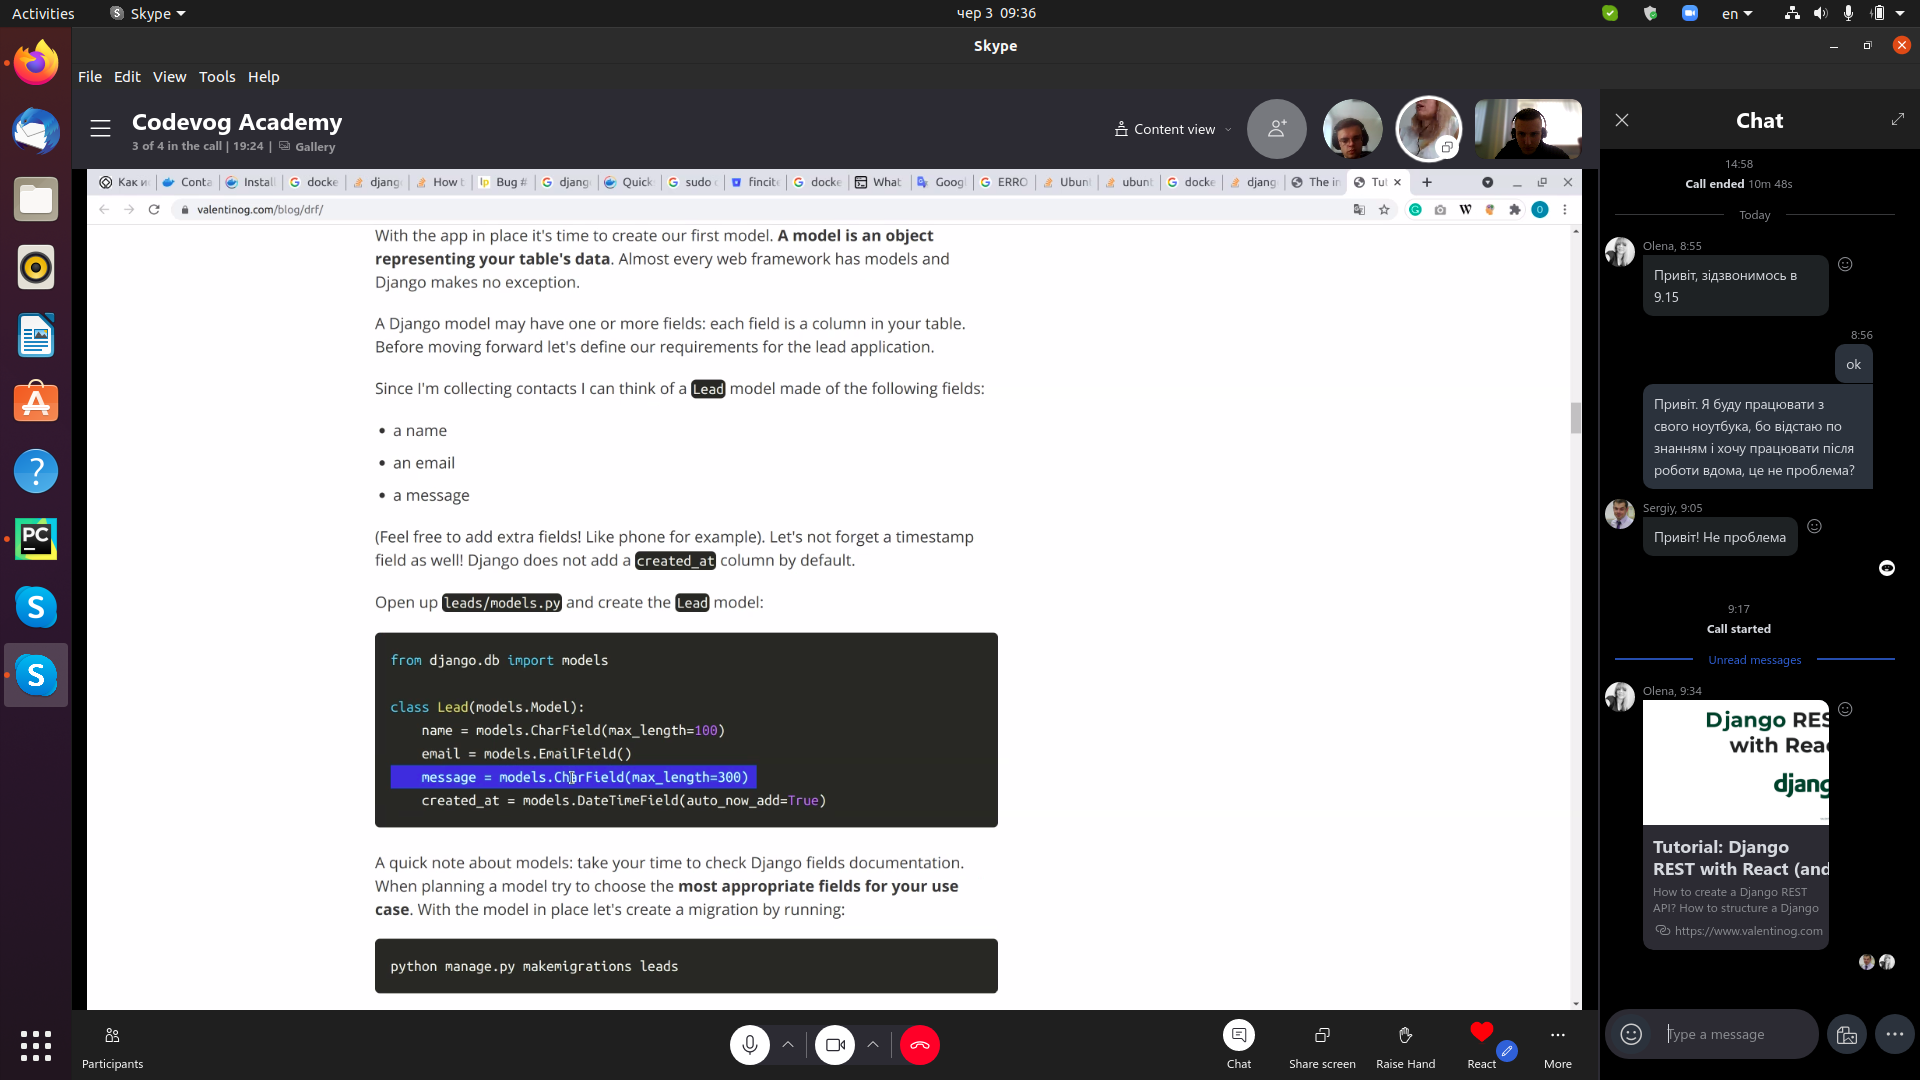 Activities
Skype
чер 3 09:36
en
Skype
File Edit View Tools Help
Codevog Academy
3 of 4 in the call | 19:24 | Gallery
Content view
Как и
Conta
Install
docke
djang
How t
Bug #
djang
Quick
sudo
fincit
docke
What
Googl
ERRO
Ubun
ubunt
docke
djang
The in
Tut
valentinog.com/blog/drf/
With the app in place it's time to create our first model. A model is an object
representing your table's data. Almost every web framework has models and
Django makes no exception.
A Django model may have one or more fields: each field is a column in your table.
Before moving forward let's define our requirements for the lead application.
Since I'm collecting contacts I can think of a Lead model made of the following fields:
• a name
• an email
• a message
(Feel free to add extra fields! Like phone for example). Let's not forget a timestamp
field as well! Django does not add a created_at column by default.
Open up leads/models.py and create the Lead model:
from django.db import models
class Lead(models.Model):
name = models.CharField(max_length=100)
email = models.EmailField()
message = models.CharField(max_length=300)
created_at = models.DateTimeField(auto_now_add=True)
A quick note about models: take your time to check Django fields documentation.
When planning a model try to choose the most appropriate fields for your use
case. With the model in place let's create a migration by running:
python manage.py makemigrations leads
Participants
Chat
Share screen
Raise Hand
React
More
Chat
14:58
Call ended 10m 48s
Today
Olena, 8:55
Привіт, зідзвонимось в
9.15
8:56
ok
Привіт. Я буду працювати з
свого ноутбука, бо відстаю по
знанням і хочу працювати після
роботи вдома, це не проблема?
Sergiy, 9:05
Привіт! Не проблема
9:17
Call started
Unread messages
Olena, 9:34
Django RES
with Rea
djang
Tutorial: Django
REST with React (and
How to create a Django REST
API? How to structure a Django
https://www.valentinog.com
Type a message